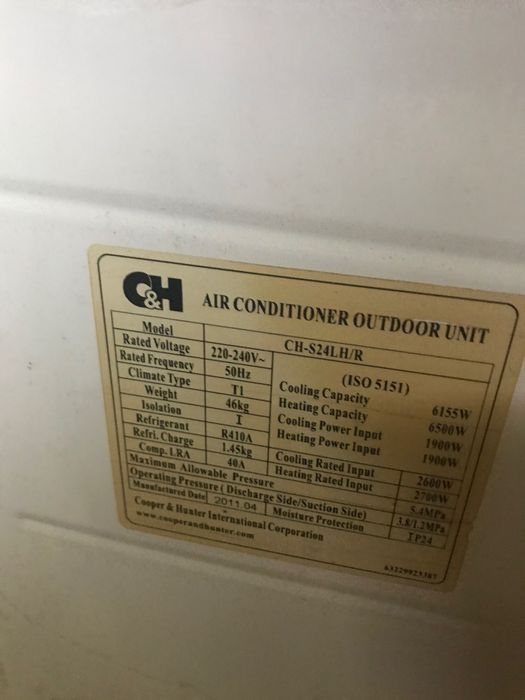 C&H AIR CONDITIONER OUTDOOR UNIT
Model CH-S24LH/R
Rated Voltage 220-240V~ (ISO 5151)
Rated Frequency 50Hz Cooling Capacity 6155W
Climate Type T1 Heating Capacity 6500W
Weight 46kg Cooling Power Input 1900W
Isolation I Heating Power Input 1900W
Refrigerant R410A Cooling Rated Input 2600W
Refri. Charge 1.45kg Heating Rated Input 2700W
Comp. LRA 40A
Maximum Allowable Pressure 5.4MPa
Operating Pressure ( Discharge Side/Suction Side) 3.8/1.2MPa
Manufactured Date 2011.04 Moisture Protection IP24
Cooper & Hunter International Corporation
www.cooperandhunter.com
63229923387